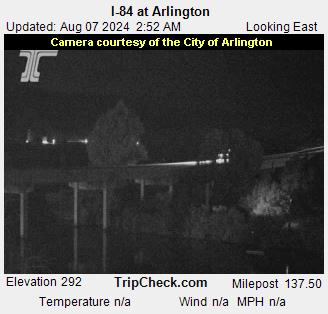 I-84 at Arlington
Updated: Aug 07 2024 2:52 AM Looking East
Camera courtesy of the City of Arlington
Elevation 292 TripCheck.com Milepost 137.50
Temperature n/a Wind n/a MPH n/a